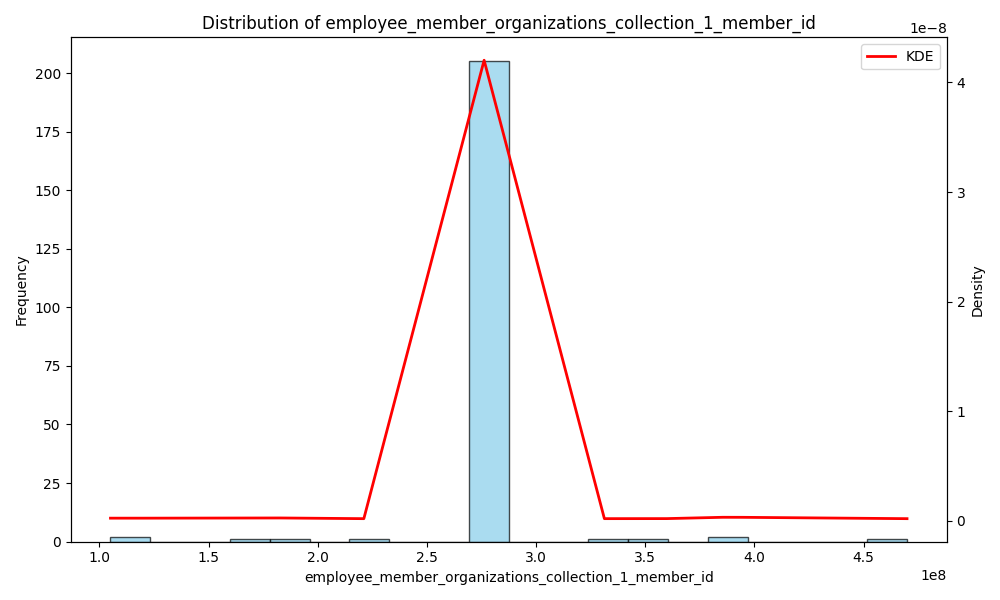 Distribution of employee_member_organizations_collection_1_member_id
1e−8
KDE
Frequency
200
175
150
125
100
75
50
25
0
Density
4
3
2
1
0
1.0 1.5 2.0 2.5 3.0 3.5 4.0 4.5
1e8
employee_member_organizations_collection_1_member_id